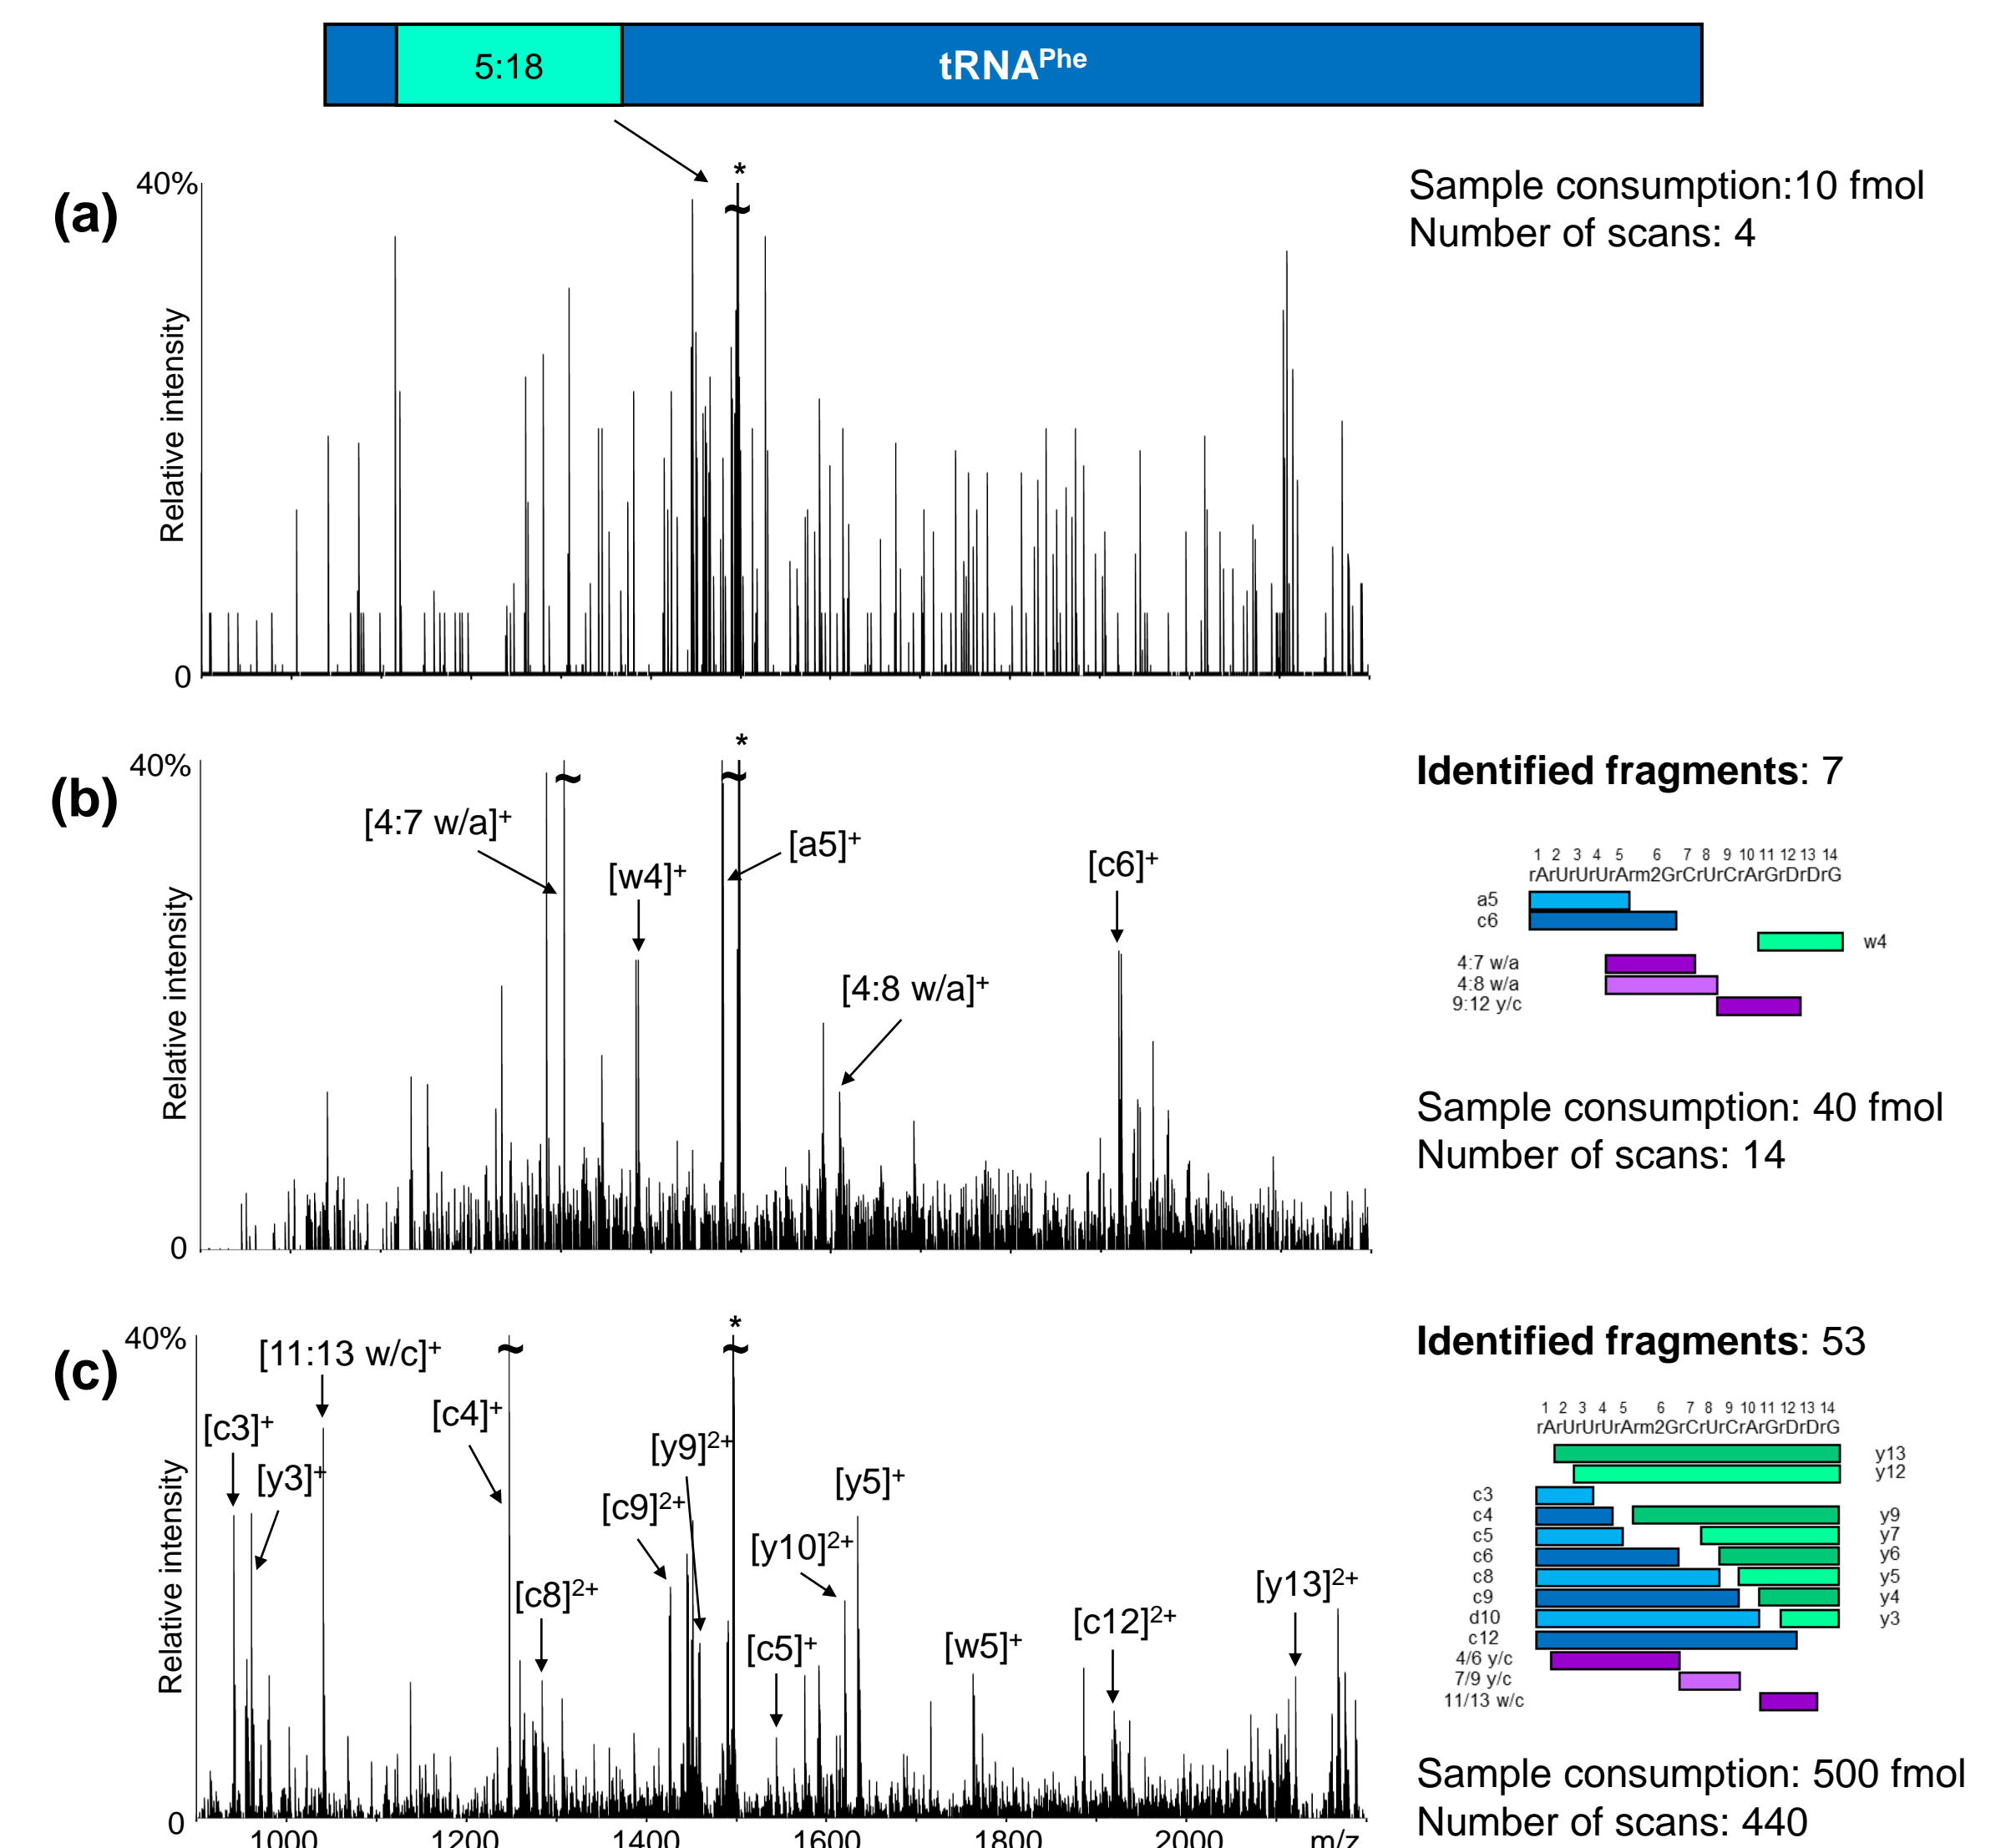 5:18
tRNAPhe
(a)
40%
*
~
Relative intensity
0
Sample consumption:10 fmol
Number of scans: 4
(b)
40%
*
~
~
Relative intensity
0
[4:7 w/a]+
[w4]+
[a5]+
[4:8 w/a]+
[c6]+
Identified fragments: 7
1 2 3 4 5 6 7 8 9 10 11 12 13 14
rArUrUrUrArm2GrCrUrCrArGrDrDrG
a5
c6
w4
4:7 w/a
4:8 w/a
9:12 y/c
Sample consumption: 40 fmol
Number of scans: 14
(c)
40%
*
~
~
Relative intensity
0
[11:13 w/c]+
[c3]+
[y3]+
[c4]+
[c8]2+
[c9]2+
[y9]2+
[y10]2+
[y5]+
[c5]+
[w5]+
[c12]2+
[y13]2+
1000 1200 1400 1600 1800 2000 m/z
Identified fragments: 53
1 2 3 4 5 6 7 8 9 10 11 12 13 14
rArUrUrUrArm2GrCrUrCrArGrDrDrG
y13
y12
c3
c4 y9
c5 y7
c6 y6
c8 y5
c9 y4
d10 y3
c12
4/6 y/c
7/9 y/c
11/13 w/c
Sample consumption: 500 fmol
Number of scans: 440